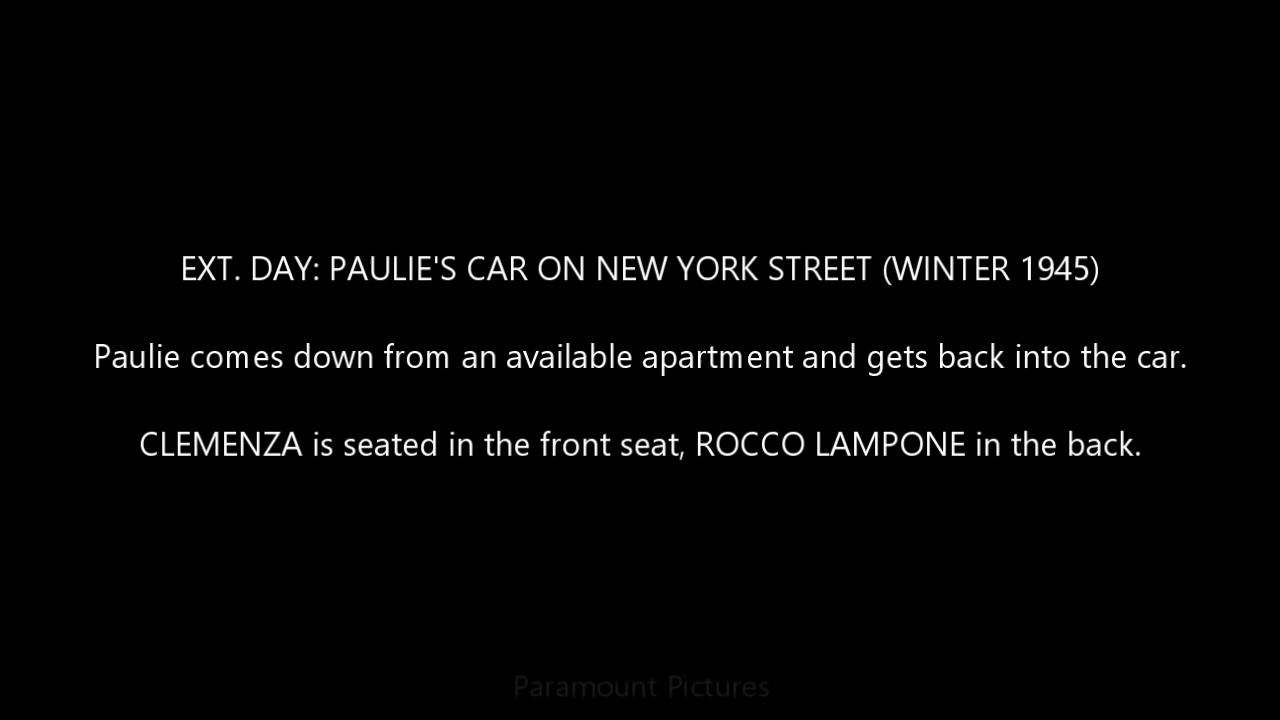 EXT. DAY: PAULIE'S CAR ON NEW YORK STREET (WINTER 1945)
Paulie comes down from an available apartment and gets back into the car.
CLEMENZA is seated in the front seat, ROCCO LAMPONE in the back.
Paramount Pictures